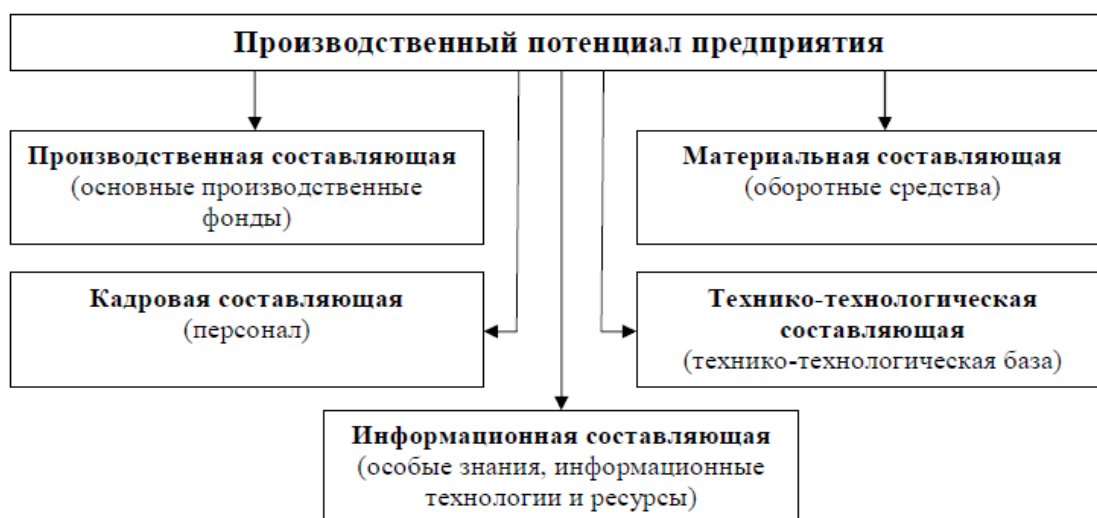 Производственный потенциал предприятия
Производственная составляющая
(основные производственные
фонды)
Материальная составляющая
(оборотные средства)
Кадровая составляющая
(персонал)
Технико-технологическая
составляющая
(технико-технологическая база)
Информационная составляющая
(особые знания, информационные
технологии и ресурсы)